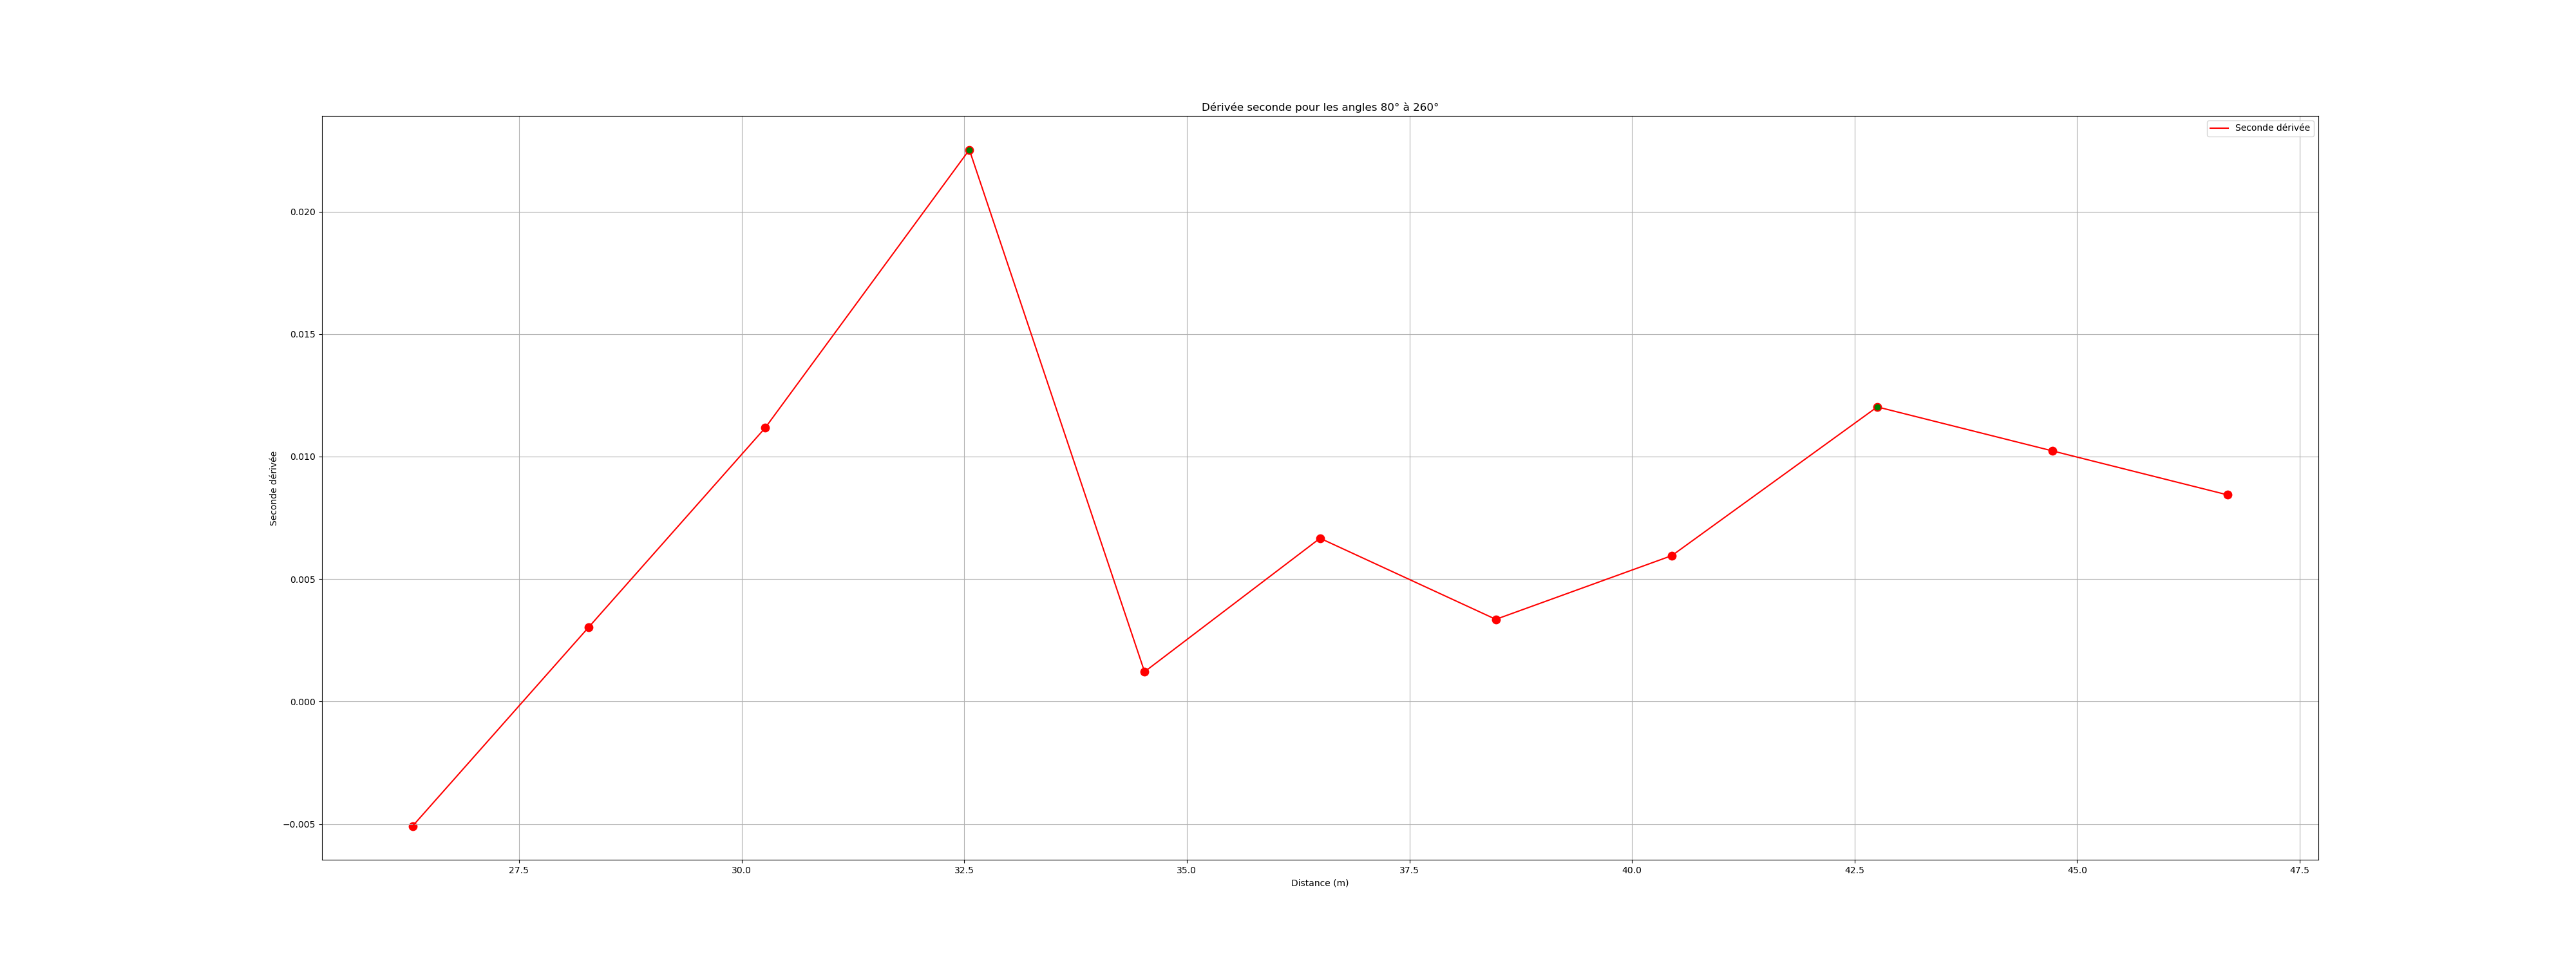 Dérivée seconde pour les angles 80° à 260°
Seconde dérivée
0.020
0.015
0.010
0.005
0.000
−0.005
Seconde dérivée
27.5 30.0 32.5 35.0 37.5 40.0 42.5 45.0 47.5
Distance (m)